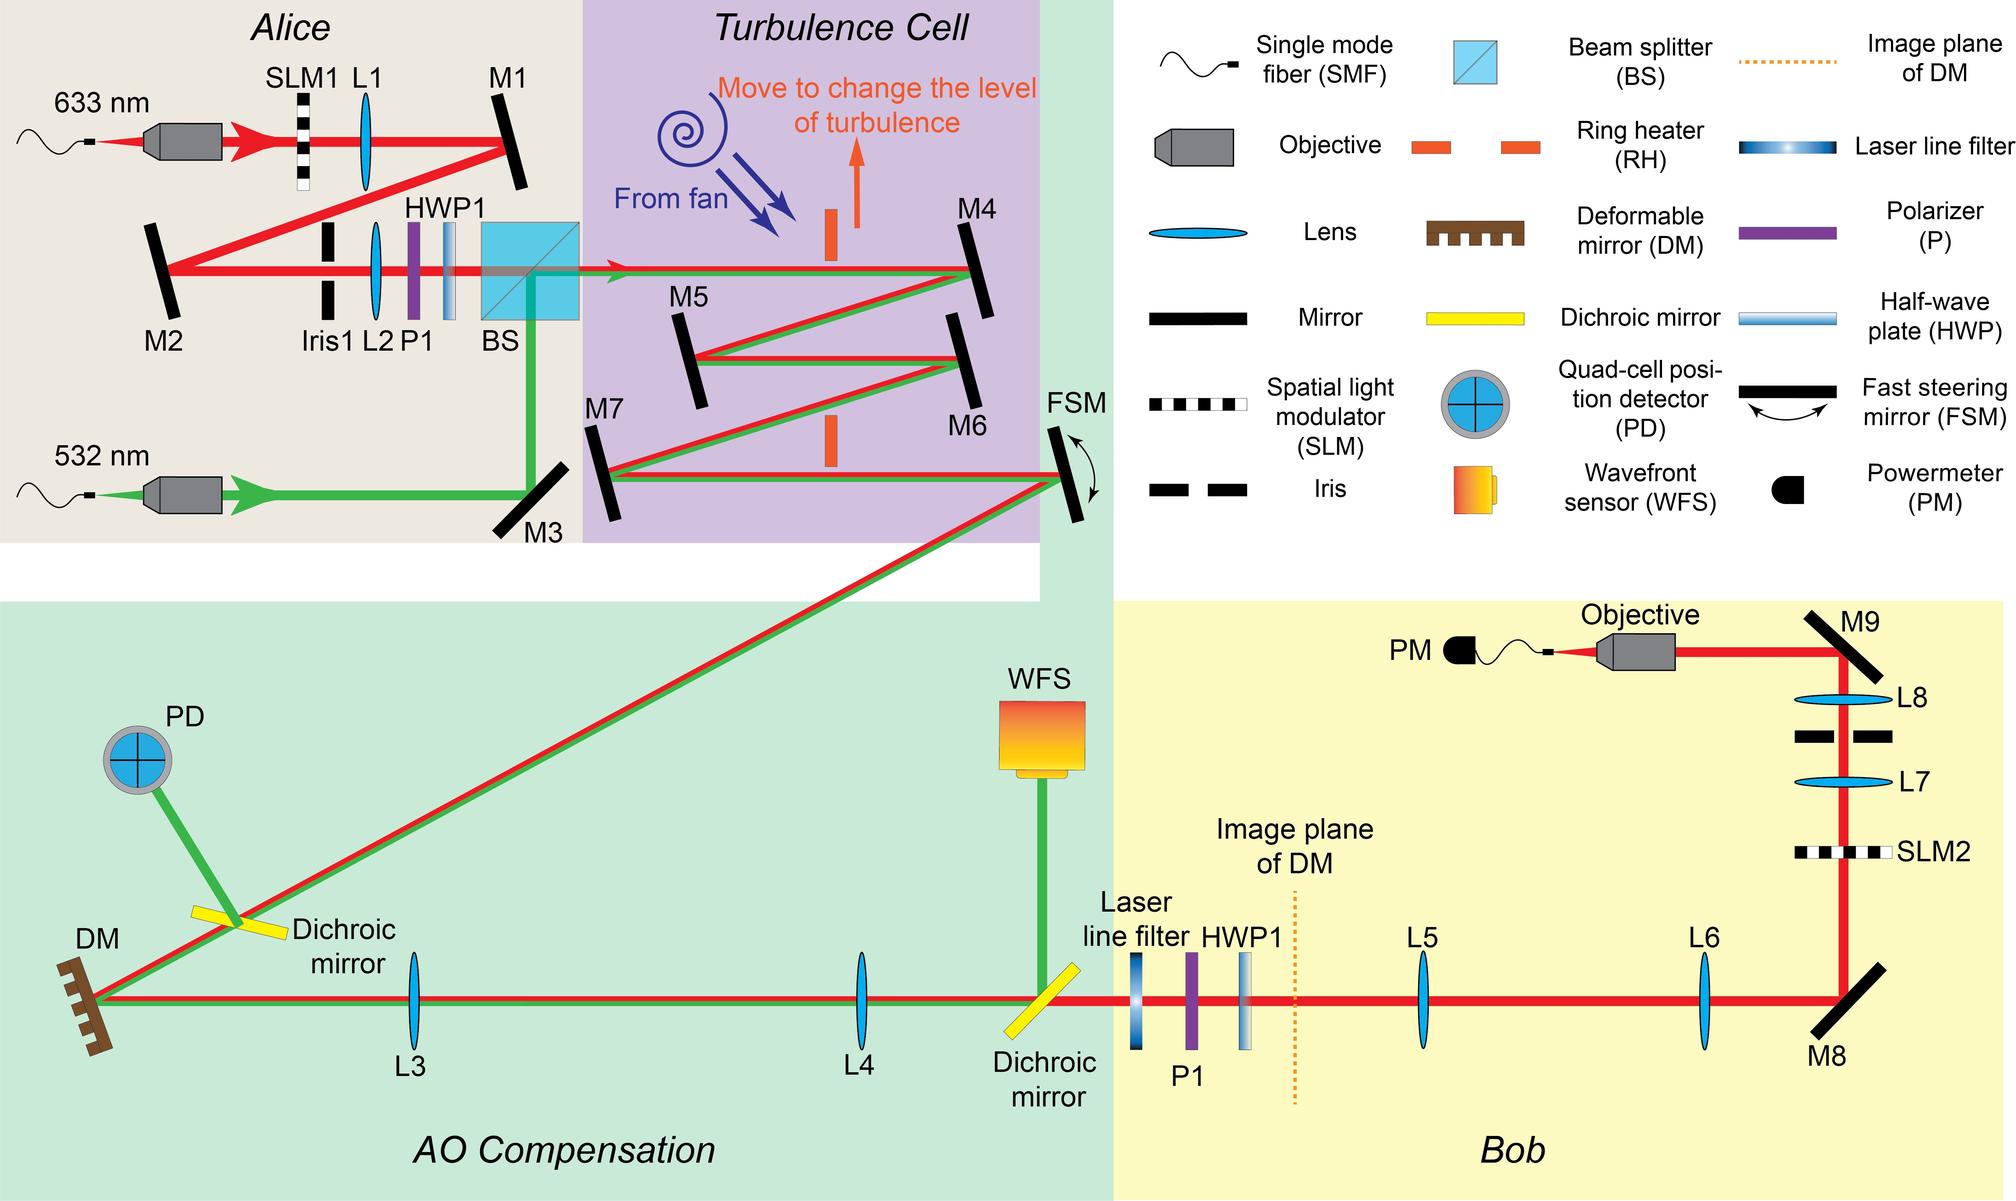 Alice
633 nm
SLM1
L1
M1
M2
Iris1
L2
P1
HWP1
BS
532 nm
M3
Turbulence Cell
Move to change the level
of turbulence
From fan
M4
M5
M6
M7
FSM
Single mode
fiber (SMF)
Beam splitter
(BS)
Image plane
of DM
Objective
Ring heater
(RH)
Laser line filter
Lens
Deformable
mirror (DM)
Polarizer
(P)
Mirror
Dichroic mirror
Half-wave
plate (HWP)
Spatial light
modulator
(SLM)
Quad-cell posi-
tion detector
(PD)
Fast steering
mirror (FSM)
Iris
Wavefront
sensor (WFS)
Powermeter
(PM)
PD
Dichroic
mirror
DM
L3
L4
WFS
Dichroic
mirror
AO Compensation
Laser
line filter
P1
HWP1
Image plane
of DM
L5
L6
M8
SLM2
L7
L8
M9
Objective
PM
Bob